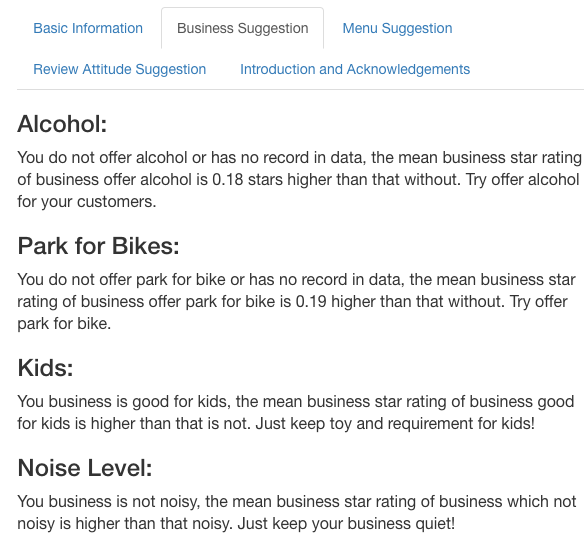 Basic Information Business Suggestion Menu Suggestion
Review Attitude Suggestion Introduction and Acknowledgements
Alcohol:
You do not offer alcohol or has no record in data, the mean business star rating
of business offer alcohol is 0.18 stars higher than that without. Try offer alcohol
for your customers.
Park for Bikes:
You do not offer park for bike or has no record in data, the mean business star
rating of business offer park for bike is 0.19 higher than that without. Try offer
park for bike.
Kids:
You business is good for kids, the mean business star rating of business good
for kids is higher than that is not. Just keep toy and requirement for kids!
Noise Level:
You business is not noisy, the mean business star rating of business which not
noisy is higher than that noisy. Just keep your business quiet!